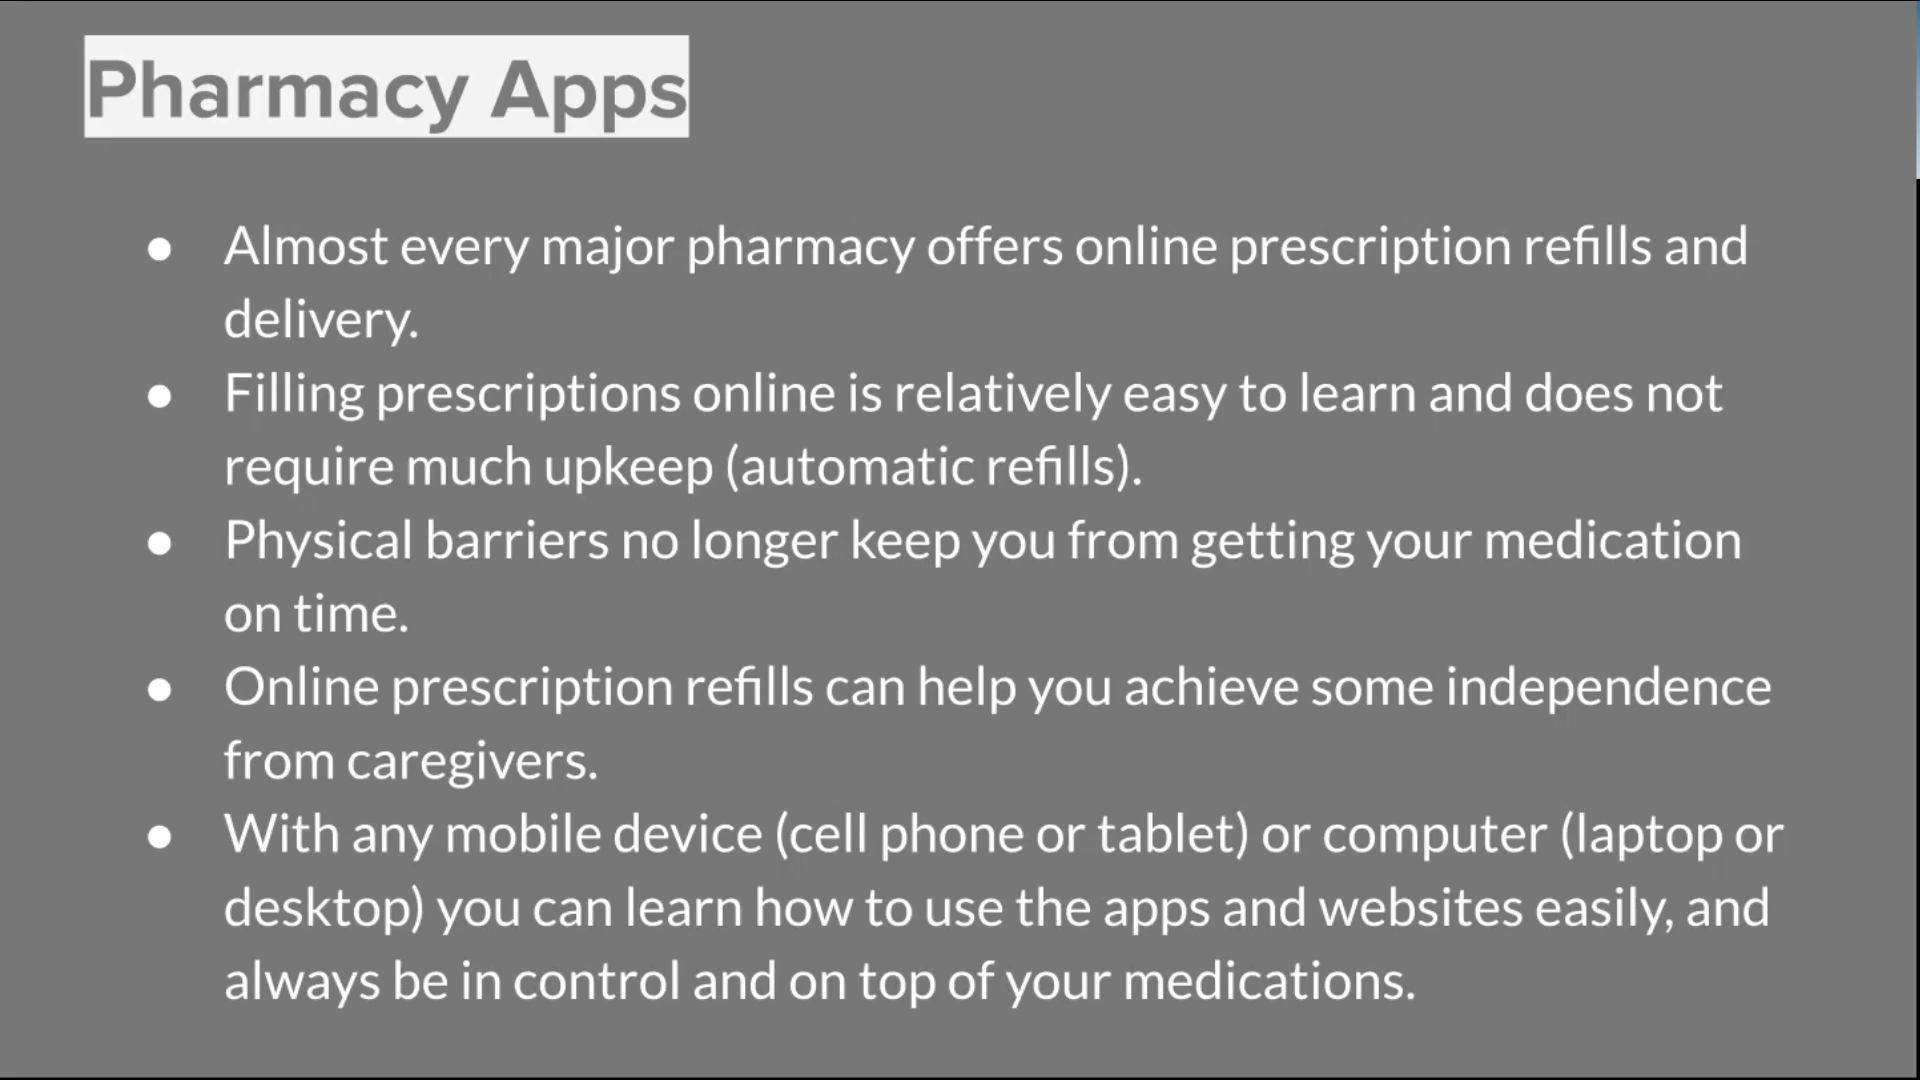 Pharmacy Apps
● Almost every major pharmacy offers online prescription refills and
delivery.
● Filling prescriptions online is relatively easy to learn and does not
require much upkeep (automatic refills).
● Physical barriers no longer keep you from getting your medication
on time.
● Online prescription refills can help you achieve some independence
from caregivers.
● With any mobile device (cell phone or tablet) or computer (laptop or
desktop) you can learn how to use the apps and websites easily, and
always be in control and on top of your medications.